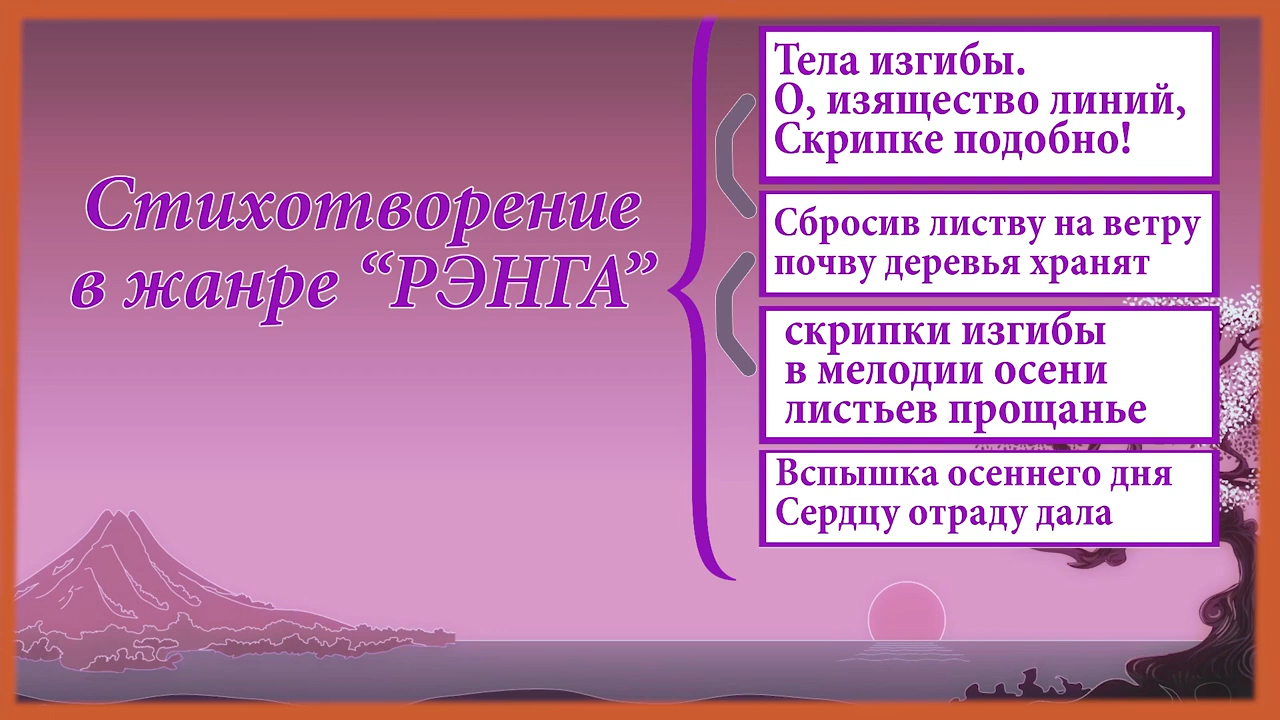 Стихотворение
в жанре “РЭНГА”
Тела изгибы.
О, изящество линий,
Скрипке подобно!
Сбросив листву на ветру
почву деревья хранят
скрипки изгибы
в мелодии осени
листьев прощанье
Вспышка осеннего дня
Сердцу отраду дала